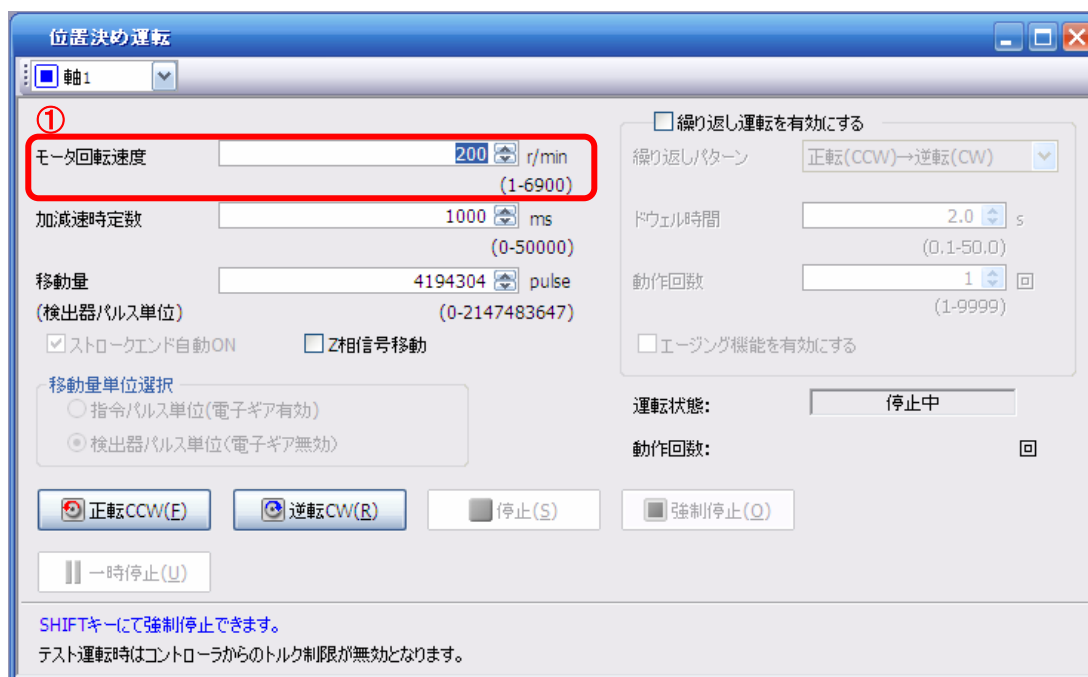 位置決め運転
軸1
①
モータ回転速度 200 r/min
(1-6900)
加減速時定数 1000 ms
(0-50000)
移動量 4194304 pulse
(検出器パルス単位) (0-2147483647)
ストロークエンド自動ON Z相信号移動
移動量単位選択
指令パルス単位(電子ギア有効)
検出器パルス単位(電子ギア無効)
繰り返し運転を有効にする
繰り返しパターン 正転(CCW)→逆転(CW)
ドウェル時間 2.0 s
(0.1-50.0)
動作回数 1 回
(1-9999)
エージング機能を有効にする
運転状態: 停止中
動作回数: 回
正転CCW(F) 逆転CW(R) 停止(S) 強制停止(O)
一時停止(U)
SHIFTキーにて強制停止できます。
テスト運転時はコントローラからのトルク制限が無効となります。